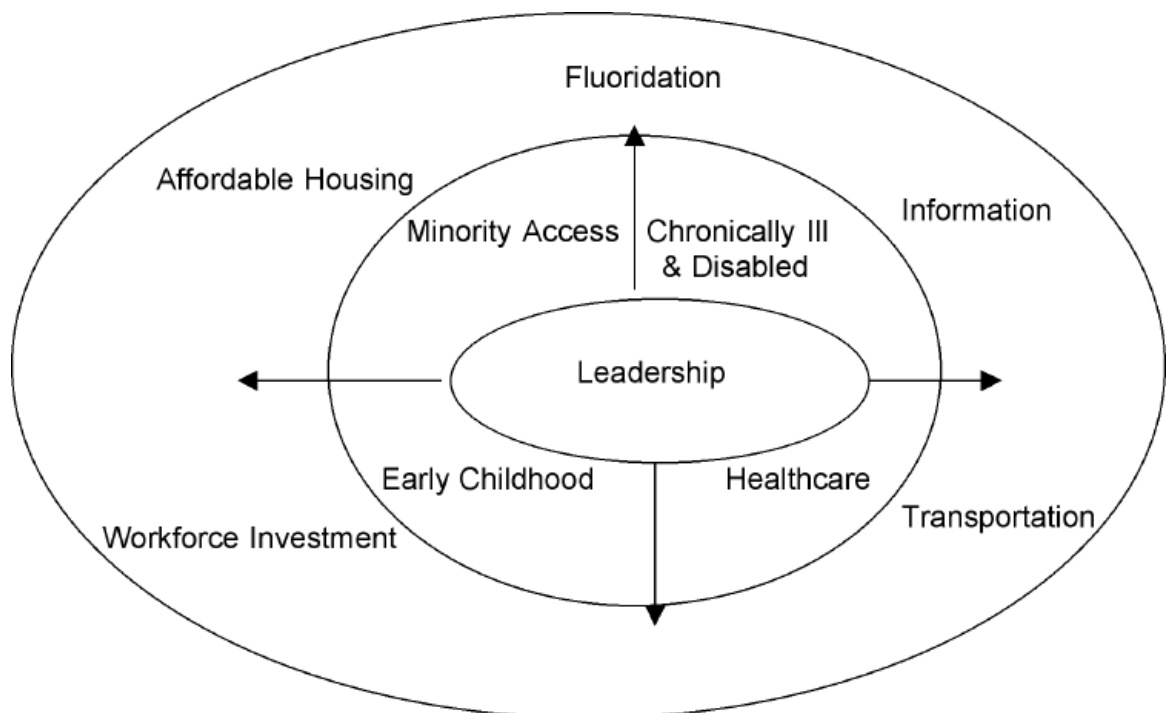 Fluoridation
Affordable Housing
Information
Minority Access
Chronically Ill
& Disabled
Leadership
Early Childhood
Healthcare
Workforce Investment
Transportation